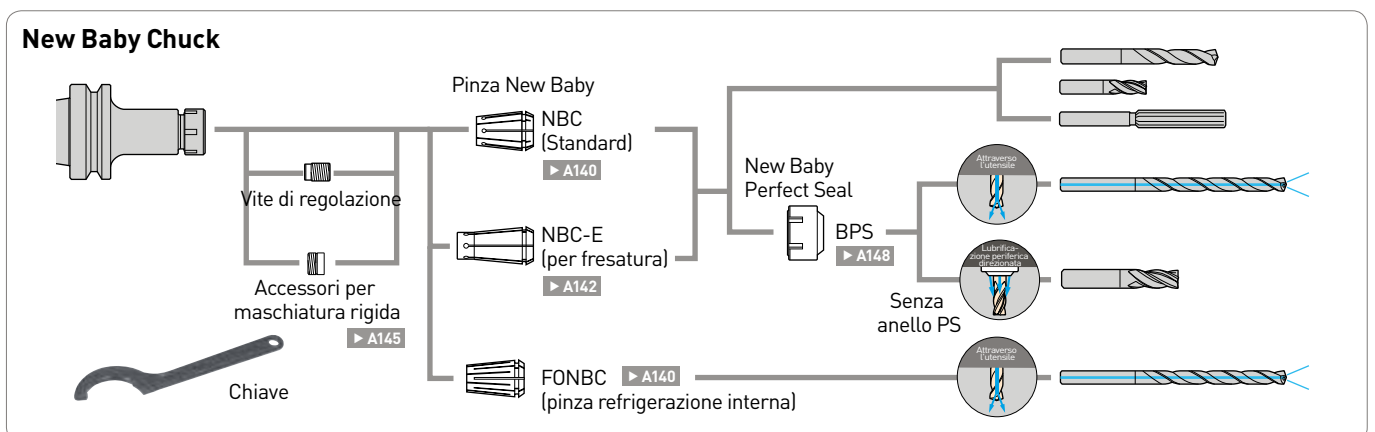 New Baby Chuck
Pinza New Baby
NBC
(Standard)
▶ A140
Vite di regolazione
New Baby
Perfect Seal
BPS
▶ A148
NBC-E
(per fresatura)
▶ A142
Accessori per
maschiatura rigida
▶ A145
Chiave
FONBC ▶ A140
(pinza refrigerazione interna)
Attraverso
l'utensile
Lubrifica-
zione periferica
direzionata
Senza
anello PS
Attraverso
l'utensile